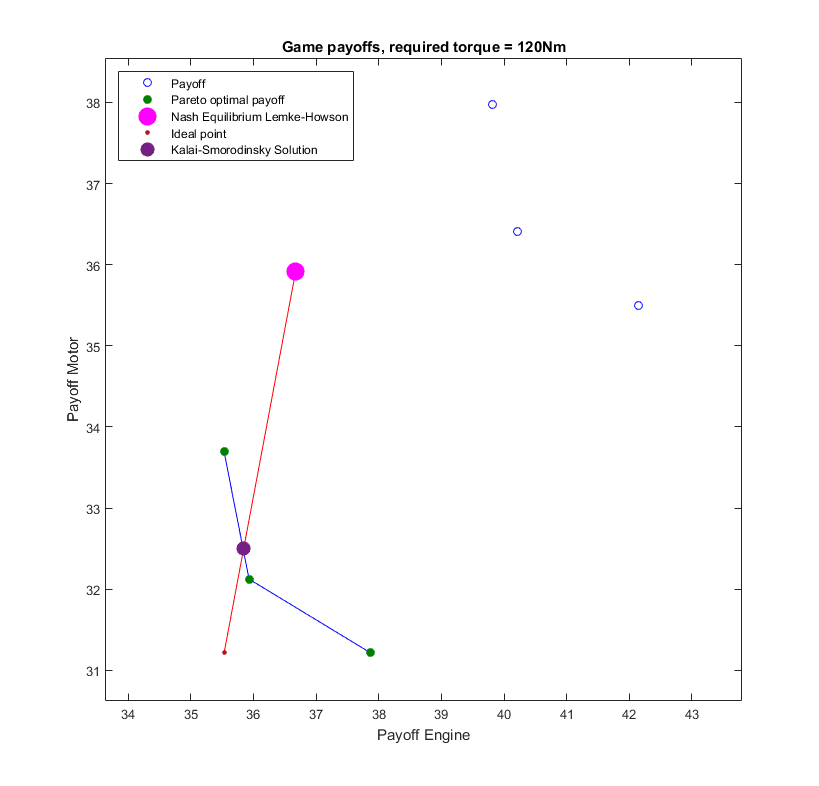 Game payoffs, required torque = 120Nm
Payoff
Pareto optimal payoff
Nash Equilibrium Lemke-Howson
Ideal point
Kalai-Smorodinsky Solution
38
37
36
35
34
33
32
31
Payoff Motor
34 35 36 37 38 39 40 41 42 43
Payoff Engine